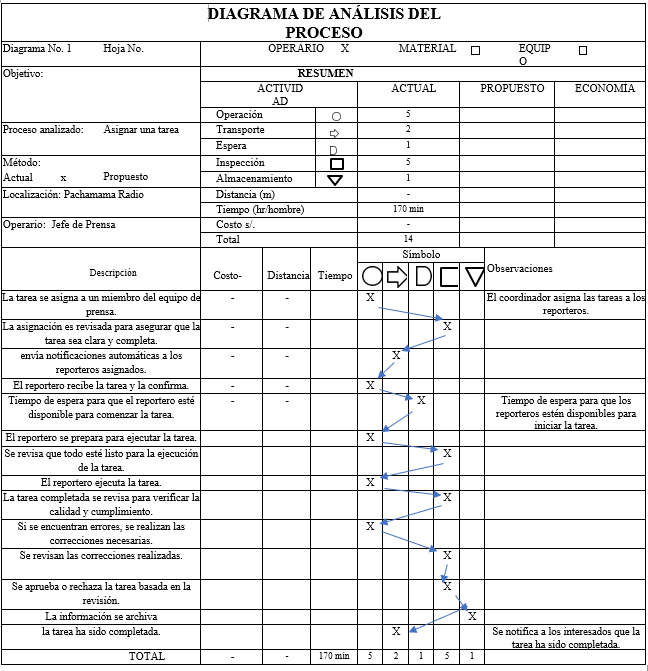 DIAGRAMA DE ANÁLISIS DEL
PROCESO
Diagrama No. 1 Hoja No. OPERARIO X MATERIAL EQUIP
O
Objetivo: RESUMEN
ACTIVID
AD ACTUAL PROPUESTO ECONOMIA
Operación 5
Proceso analizado: Asignar una tarea Transporte 2
Espera 1
Método: Inspección 5
Actual x Propuesto Almacenamiento 1
Localización: Pachamama Radio Distancia (m) -
Tiempo (hr/hombre) 170 min
Operario: Jefe de Prensa Costo s/. -
Total 14
Descripción Costo- Distancia Tiempo Símbolo Observaciones
La tarea se asigna a un miembro del equipo de
prensa. - - X El coordinador asigna las tareas a los
reporteros.
La asignación es revisada para asegurar que la
tarea sea clara y completa. - - X
envía notificaciones automáticas a los
reporteros asignados. - - X
El reportero recibe la tarea y la confirma. - - X
Tiempo de espera para que el reportero esté
disponible para comenzar la tarea. - - X Tiempo de espera para que los
reporteros estén disponibles para
iniciar la tarea.
El reportero se prepara para ejecutar la tarea. X
Se revisa que todo esté listo para la ejecución
de la tarea. X
El reportero ejecuta la tarea. X
La tarea completada se revisa para verificar la
calidad y cumplimiento. X
Si se encuentran errores, se realizan las
correcciones necesarias. X
Se revisan las correcciones realizadas. X
Se aprueba o rechaza la tarea basada en la
revisión. X
La información se archiva X
la tarea ha sido completada. X Se notifica a los interesados que la
tarea ha sido completada.
TOTAL - - 170 min 5 2 1 5 1